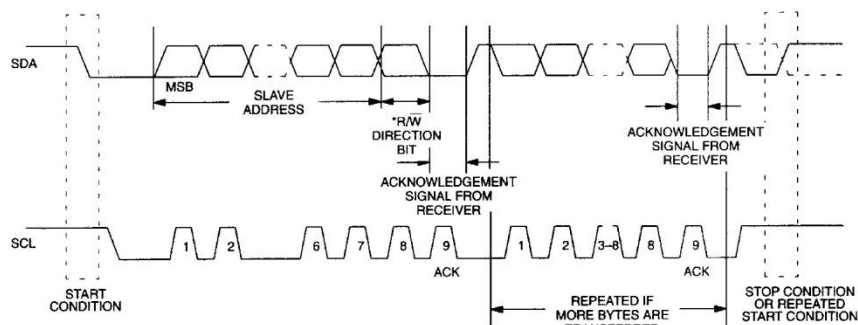 SDA
MSB
SLAVE
ADDRESS
*R/W̅
DIRECTION
BIT
ACKNOWLEDGEMENT
SIGNAL FROM
RECEIVER
ACKNOWLEDGEMENT
SIGNAL FROM
RECEIVER
SCL
1 2 6 7 8 9 1 2 3–8 8 9
ACK ACK
START
CONDITION
REPEATED IF
MORE BYTES ARE
STOP CONDITION
OR REPEATED
START CONDITION